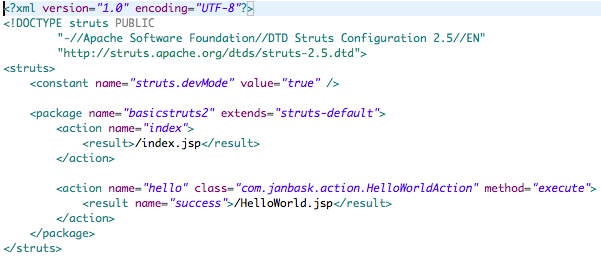 <?xml version="1.0" encoding="UTF-8"?>
<!DOCTYPE struts PUBLIC
"-//Apache Software Foundation//DTD Struts Configuration 2.5//EN"
"http://struts.apache.org/dtds/struts-2.5.dtd">
<struts>
<constant name="struts.devMode" value="true" />
<package name="basicstruts2" extends="struts-default">
<action name="index">
<result>/index.jsp</result>
</action>
<action name="hello" class="com.janbask.action.HelloWorldAction" method="execute">
<result name="success">/HelloWorld.jsp</result>
</action>
</package>
</struts>